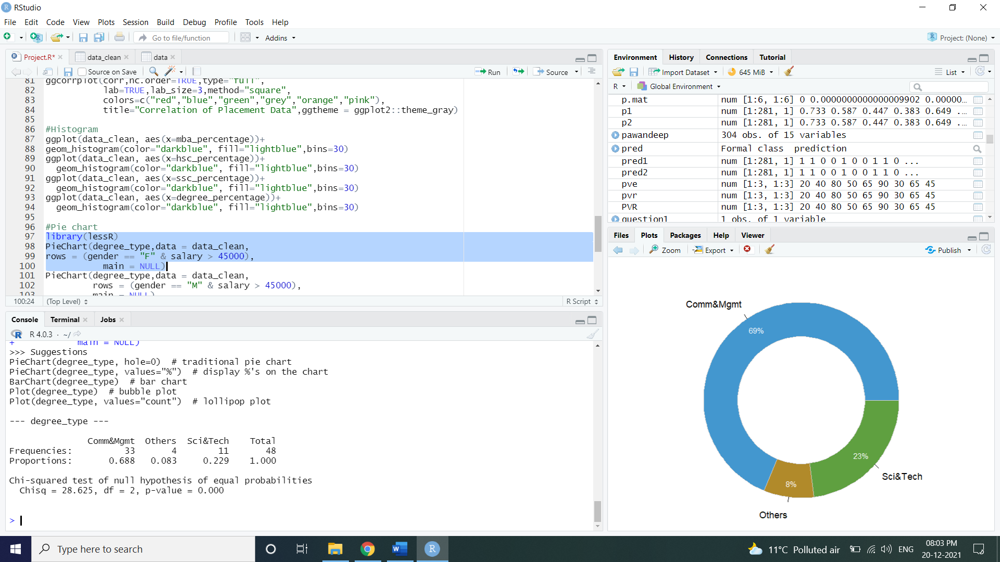 RStudio
File Edit Code View Plots Session Build Debug Profile Tools Help
Go to file/function Addins Project: (None)
Project.R* data_clean data
Source on Save Run Source
81 ggcorrplot(corr,hc.order=TRUE,type="full",
82 lab=TRUE,lab_size=3,method="square",
83 colors=c("red","blue","green","grey","orange","pink"),
84 title="Correlation of Placement Data",ggtheme = ggplot2::theme_gray)
85
86 #Histogram
87 ggplot(data_clean, aes(x=mba_percentage))+
88 geom_histogram(color="darkblue", fill="lightblue",bins=30)
89 ggplot(data_clean, aes(x=hsc_percentage))+
90 geom_histogram(color="darkblue", fill="lightblue",bins=30)
91 ggplot(data_clean, aes(x=ssc_percentage))+
92 geom_histogram(color="darkblue", fill="lightblue",bins=30)
93 ggplot(data_clean, aes(x=degree_percentage))+
94 geom_histogram(color="darkblue", fill="lightblue",bins=30)
95
96 #Pie chart
97 library(lessR)
98 PieChart(degree_type,data = data_clean,
99 rows = (gender == "F" & salary > 45000),
100 main = NULL)
101 PieChart(degree_type,data = data_clean,
102 rows = (gender == "M" & salary > 45000),
103 main = NULL)
100:24 (Top Level) R Script
Console Terminal Jobs
R 4.0.3 · ~/
+ main = NULL)
>>> Suggestions
PieChart(degree_type, hole=0) # traditional pie chart
PieChart(degree_type, values="%") # display %'s on the chart
BarChart(degree_type) # bar chart
Plot(degree_type) # bubble plot
Plot(degree_type, values="count") # lollipop plot
--- degree_type ---
Comm&Mgmt Others Sci&Tech Total
Frequencies: 33 4 11 48
Proportions: 0.688 0.083 0.229 1.000
Chi-squared test of null hypothesis of equal probabilities
Chisq = 28.625, df = 2, p-value = 0.000
>
Environment History Connections Tutorial
Import Dataset 645 MiB List
R Global Environment
p.mat num [1:6, 1:6] 0 0.0000000000000009902 0.00000…
p1 num [1:281, 1] 0.733 0.587 0.447 0.383 0.649 ...
p2 num [1:281, 1] 0.733 0.587 0.447 0.383 0.649 ...
pawandeep 304 obs. of 15 variables
pred Formal class prediction
pred1 num [1:281, 1] 1 1 0 0 1 0 0 1 1 0 ...
pred2 num [1:281, 1] 1 1 0 0 1 0 0 1 1 0 ...
pve num [1:3, 1:3] 20 40 80 50 65 90 30 65 45
pvr num [1:3, 1:3] 20 40 80 50 65 90 30 65 45
PVR num [1:3, 1:3] 20 40 80 50 65 90 30 65 45
question1 1 obs. of 1 variable
Files Plots Packages Help Viewer
Zoom Export Publish
Comm&Mgmt
69%
23%
Sci&Tech
8%
Others
Type here to search
11°C Polluted air ENG
08:03 PM
20-12-2021